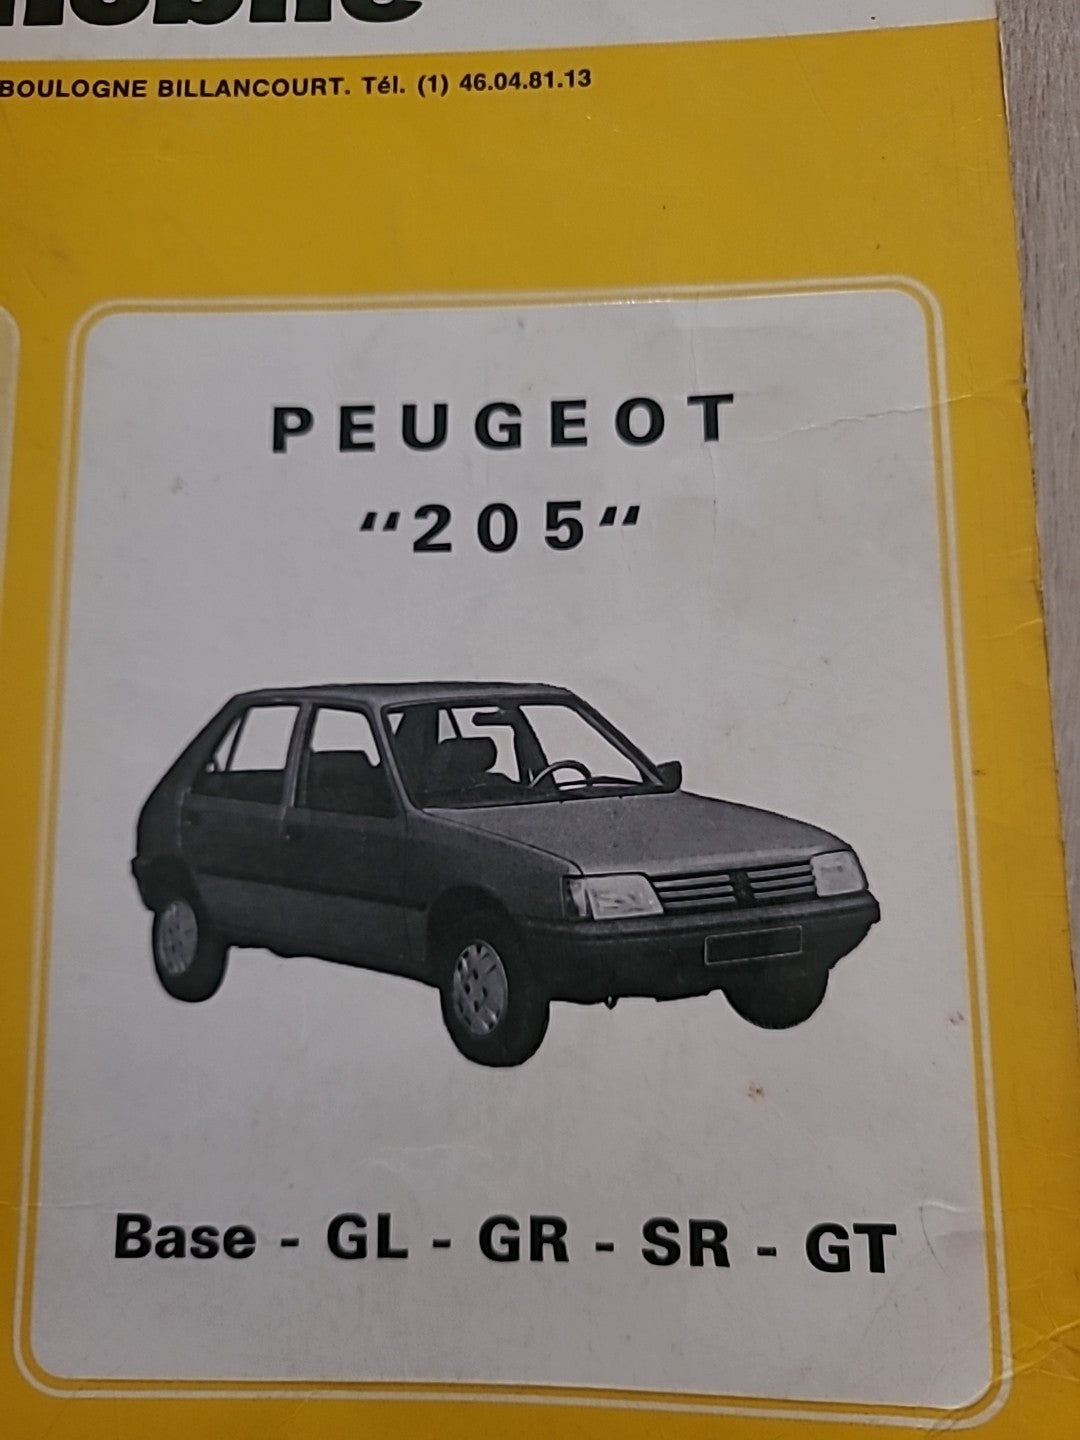 BOULOGNE BILLANCOURT. Tél. (1) 46.04.81.13
PEUGEOT
"205"
Base - GL - GR - SR - GT